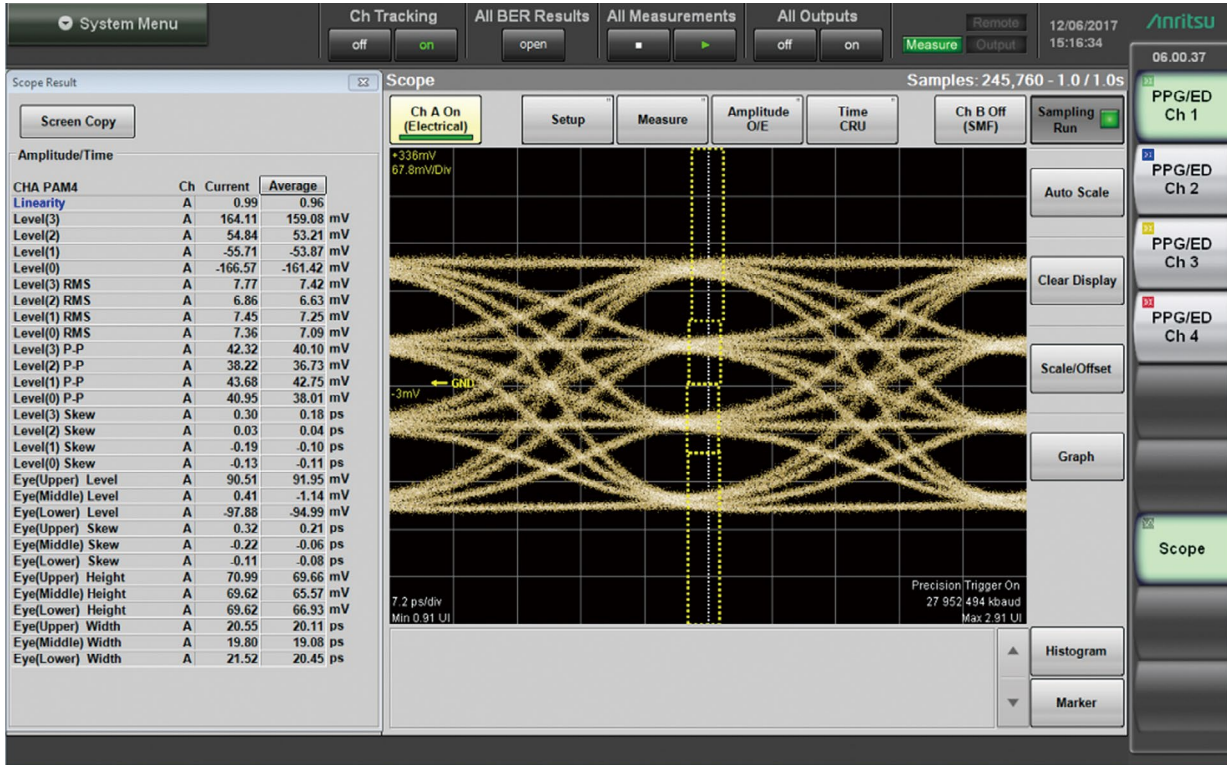 System Menu
Ch Tracking
off on
All BER Results
open
All Measurements
All Outputs
off on
Remote
Measure Output
12/06/2017
15:16:34
Anritsu
06.00.37
Scope Result
Screen Copy
Amplitude/Time
CHA PAM4 Ch Current Average
Linearity A 0.99 0.96
Level(3) A 164.11 159.08 mV
Level(2) A 54.84 53.21 mV
Level(1) A -55.71 -53.87 mV
Level(0) A -166.57 -161.42 mV
Level(3) RMS A 7.77 7.42 mV
Level(2) RMS A 6.86 6.63 mV
Level(1) RMS A 7.45 7.25 mV
Level(0) RMS A 7.36 7.09 mV
Level(3) P-P A 42.32 40.10 mV
Level(2) P-P A 38.22 36.73 mV
Level(1) P-P A 43.68 42.75 mV
Level(0) P-P A 40.95 38.01 mV
Level(3) Skew A 0.30 0.18 ps
Level(2) Skew A 0.03 0.04 ps
Level(1) Skew A -0.19 -0.10 ps
Level(0) Skew A -0.13 -0.11 ps
Eye(Upper) Level A 90.51 91.95 mV
Eye(Middle) Level A 0.41 -1.14 mV
Eye(Lower) Level A -97.88 -94.99 mV
Eye(Upper) Skew A 0.32 0.21 ps
Eye(Middle) Skew A -0.22 -0.06 ps
Eye(Lower) Skew A -0.11 -0.08 ps
Eye(Upper) Height A 70.99 69.66 mV
Eye(Middle) Height A 69.62 65.57 mV
Eye(Lower) Height A 69.62 66.93 mV
Eye(Upper) Width A 20.55 20.11 ps
Eye(Middle) Width A 19.80 19.08 ps
Eye(Lower) Width A 21.52 20.45 ps
Scope
Samples: 245,760 - 1.0 / 1.0s
Ch A On
(Electrical)
Setup
Measure
Amplitude
O/E
Time
CRU
Ch B Off
(SMF)
Sampling
Run
+336mV
67.8mV/Div
GND
-3mV
7.2 ps/div
Min 0.91 UI
Precision Trigger On
27 952 494 kbaud
Max 2.91 UI
Auto Scale
Clear Display
Scale/Offset
Graph
Histogram
Marker
PPG/ED
Ch 1
PPG/ED
Ch 2
PPG/ED
Ch 3
PPG/ED
Ch 4
Scope